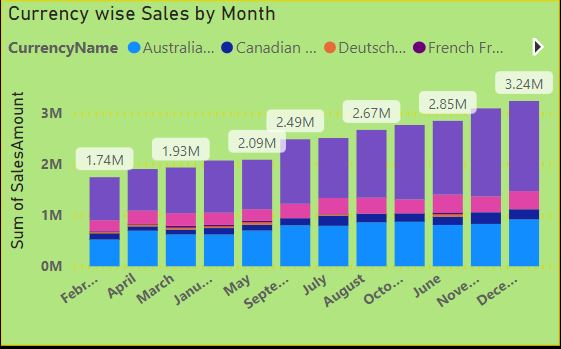 Currency wise Sales by Month
CurrencyName Australia... Canadian ... Deutsch... French Fr...
Sum of SalesAmount
3M
2M
1M
0M
1.74M
1.93M
2.09M
2.49M
2.67M
2.85M
3.24M
Febr...
April
March
Janu...
May
Septe...
July
August
Octo...
June
Nove...
Dece...